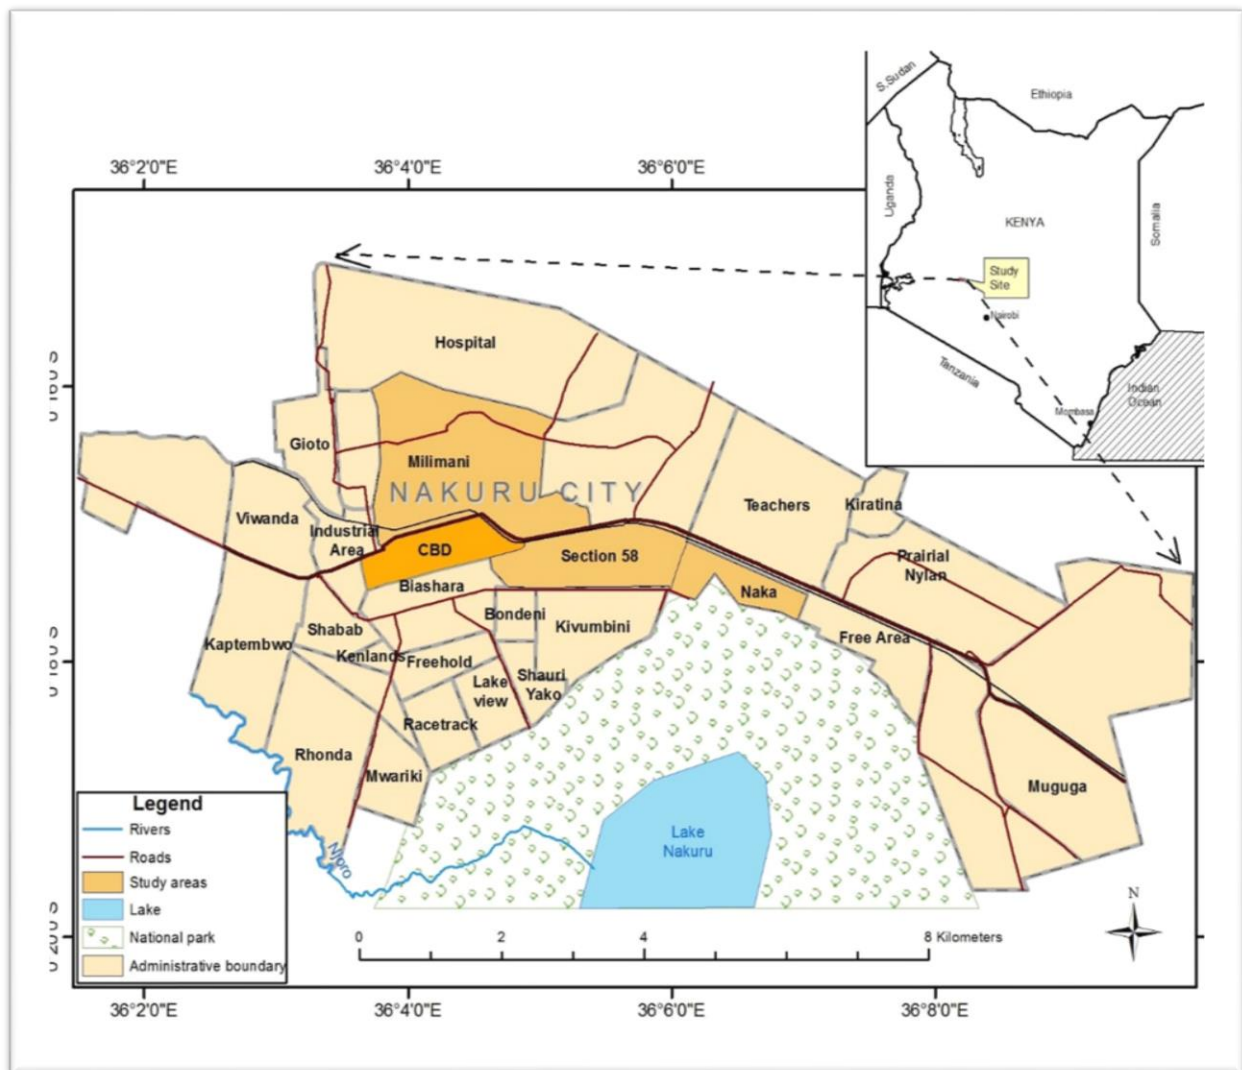 S.Sudan
Ethiopia
Uganda
Somalia
KENYA
Study
Site
Nairobi
Tanzania
Indian
Ocean
Mombasa
36°2'0"E
36°4'0"E
36°6'0"E
Hospital
Gioto
Milimani
NAKURU CITY
Teachers
Kiratina
Viwanda
Industrial
Area
CBD
Section 58
Prairial
Nylan
Biashara
Naka
Bondeni
Kivumbini
Free Area
Shabab
Kaptembwo
Kenlands
Freehold
Lake
view
Shauri
Yako
Racetrack
Rhonda
Mwariki
Muguga
Lake
Nakuru
Njoro
Legend
Rivers
Roads
Study areas
Lake
National park
Administrative boundary
0 2 4 8 Kilometers
N
36°2'0"E
36°4'0"E
36°6'0"E
36°8'0"E